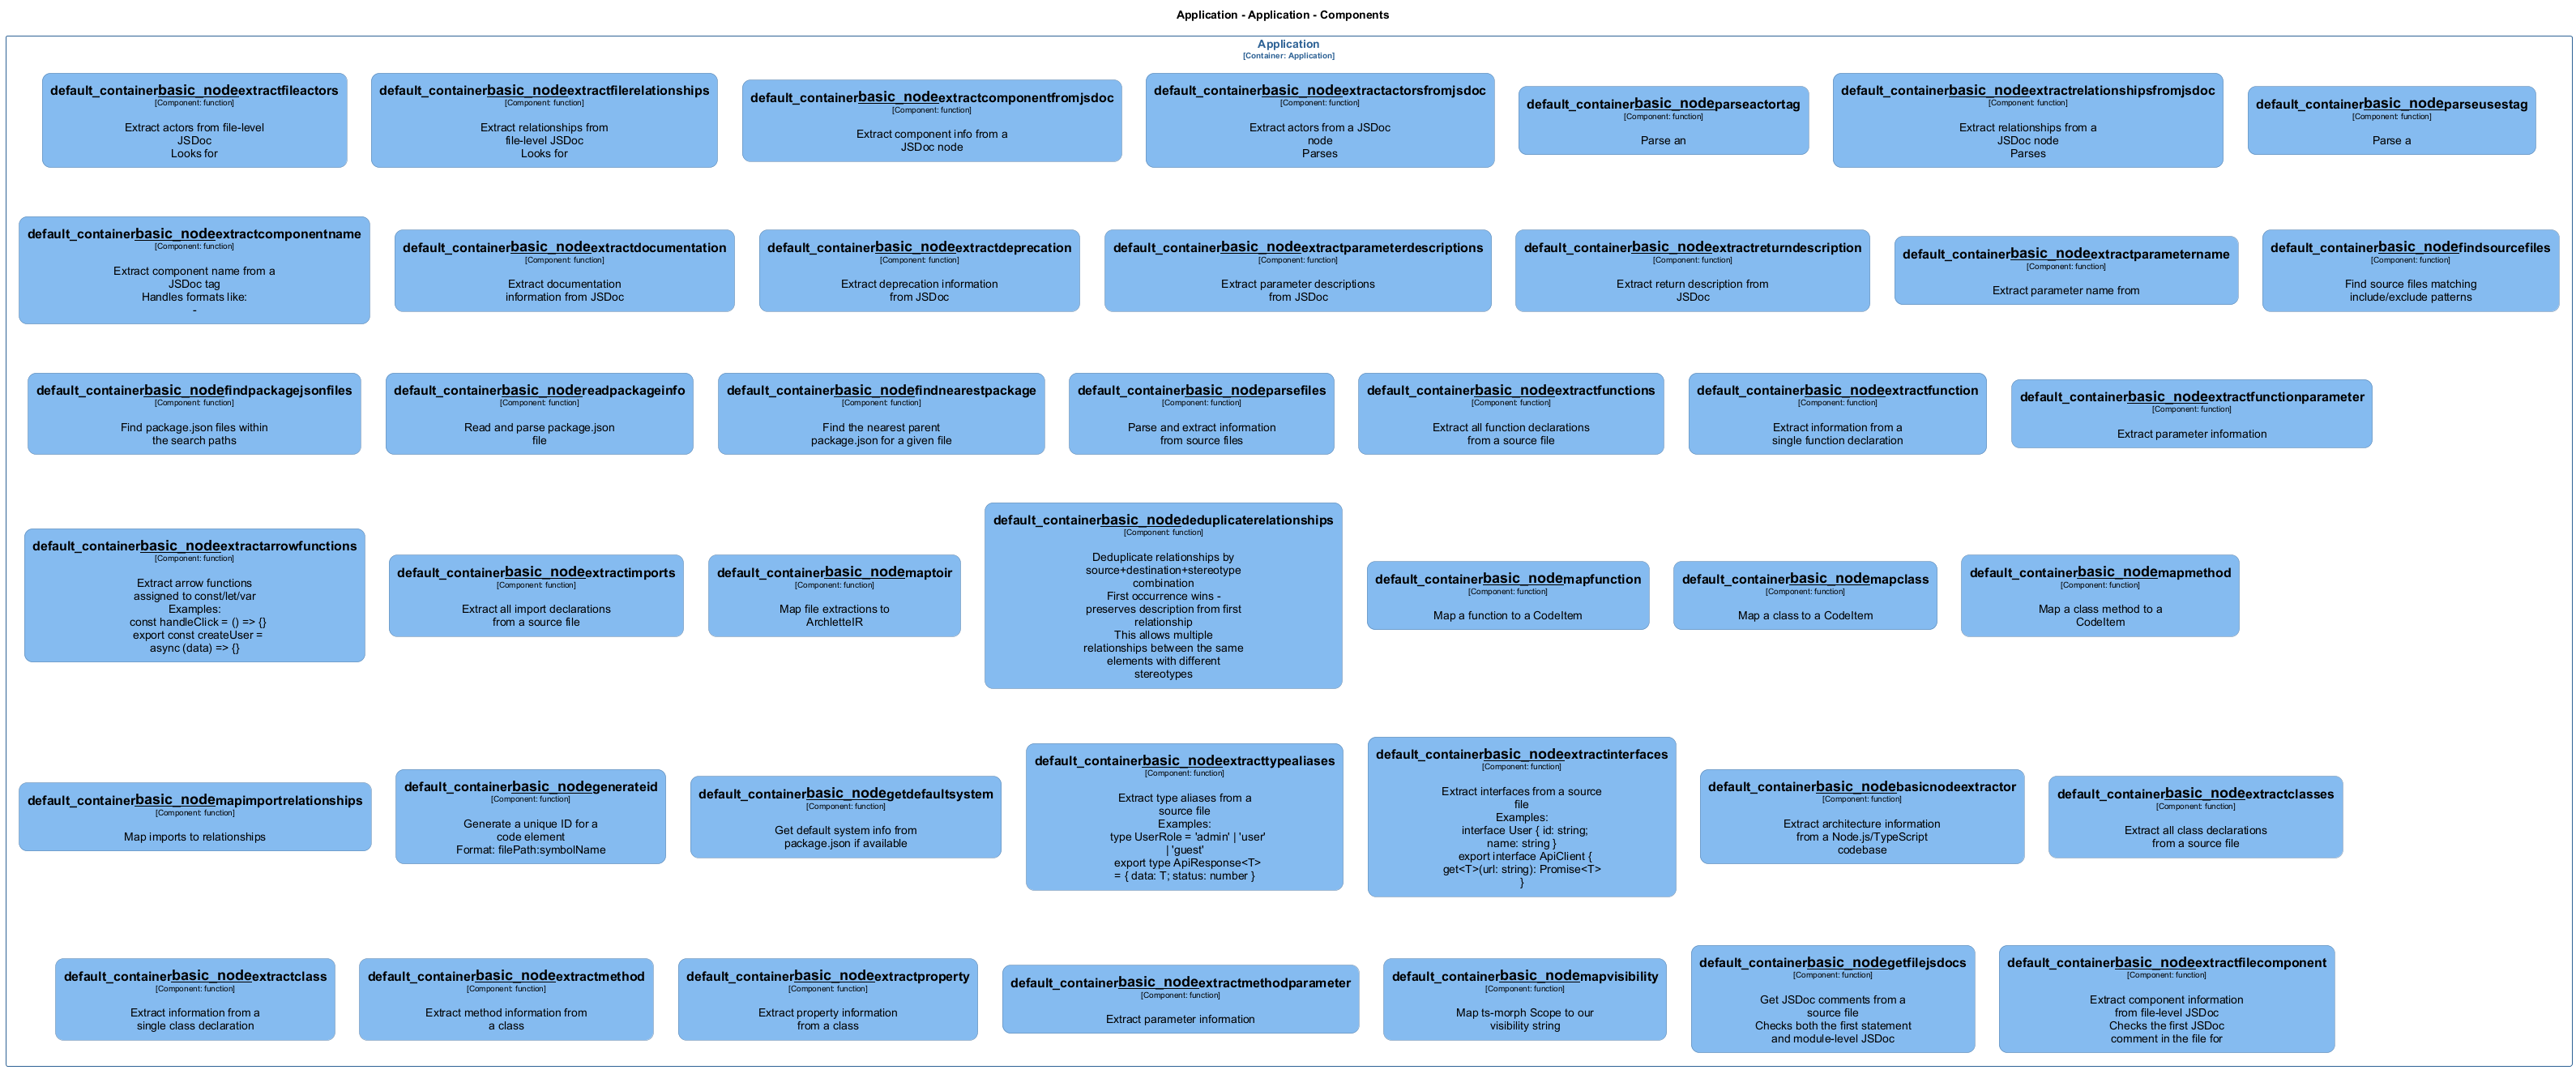 Application - Application - Components
Application
[Container: Application]
default_containerbasic_nodeextractfileactors
[Component: function]
Extract actors from file-level
JSDoc
Looks for
default_containerbasic_nodeextractfilerelationships
[Component: function]
Extract relationships from
file-level JSDoc
Looks for
default_containerbasic_nodeextractcomponentfromjsdoc
[Component: function]
Extract component info from a
JSDoc node
default_containerbasic_nodeextractactorsfromjsdoc
[Component: function]
Extract actors from a JSDoc
node
Parses
default_containerbasic_nodeparseactortag
[Component: function]
Parse an
default_containerbasic_nodeextractrelationshipsfromjsdoc
[Component: function]
Extract relationships from a
JSDoc node
Parses
default_containerbasic_nodeparseusestag
[Component: function]
Parse a
default_containerbasic_nodeextractcomponentname
[Component: function]
Extract component name from a
JSDoc tag
Handles formats like:
-
default_containerbasic_nodeextractdocumentation
[Component: function]
Extract documentation
information from JSDoc
default_containerbasic_nodeextractdeprecation
[Component: function]
Extract deprecation information
from JSDoc
default_containerbasic_nodeextractparameterdescriptions
[Component: function]
Extract parameter descriptions
from JSDoc
default_containerbasic_nodeextractreturndescription
[Component: function]
Extract return description from
JSDoc
default_containerbasic_nodeextractparametername
[Component: function]
Extract parameter name from
default_containerbasic_nodefindsourcefiles
[Component: function]
Find source files matching
include/exclude patterns
default_containerbasic_nodefindpackagejsonfiles
[Component: function]
Find package.json files within
the search paths
default_containerbasic_nodereadpackageinfo
[Component: function]
Read and parse package.json
file
default_containerbasic_nodefindnearestpackage
[Component: function]
Find the nearest parent
package.json for a given file
default_containerbasic_nodeparsefiles
[Component: function]
Parse and extract information
from source files
default_containerbasic_nodeextractfunctions
[Component: function]
Extract all function declarations
from a source file
default_containerbasic_nodeextractfunction
[Component: function]
Extract information from a
single function declaration
default_containerbasic_nodeextractfunctionparameter
[Component: function]
Extract parameter information
default_containerbasic_nodeextractarrowfunctions
[Component: function]
Extract arrow functions
assigned to const/let/var
Examples:
const handleClick = () => {}
export const createUser =
async (data) => {}
default_containerbasic_nodeextractimports
[Component: function]
Extract all import declarations
from a source file
default_containerbasic_nodemaptoir
[Component: function]
Map file extractions to
ArchletteIR
default_containerbasic_nodededuplicaterelationships
[Component: function]
Deduplicate relationships by
source+destination+stereotype
combination
First occurrence wins -
preserves description from first
relationship
This allows multiple
relationships between the same
elements with different
stereotypes
default_containerbasic_nodemapfunction
[Component: function]
Map a function to a CodeItem
default_containerbasic_nodemapclass
[Component: function]
Map a class to a CodeItem
default_containerbasic_nodemapmethod
[Component: function]
Map a class method to a
CodeItem
default_containerbasic_nodemapimportrelationships
[Component: function]
Map imports to relationships
default_containerbasic_nodegenerateid
[Component: function]
Generate a unique ID for a
code element
Format: filePath:symbolName
default_containerbasic_nodegetdefaultsystem
[Component: function]
Get default system info from
package.json if available
default_containerbasic_nodeextracttypealiases
[Component: function]
Extract type aliases from a
source file
Examples:
type UserRole = 'admin' | 'user'
| 'guest'
export type ApiResponse<T>
= { data: T; status: number }
default_containerbasic_nodeextractinterfaces
[Component: function]
Extract interfaces from a source
file
Examples:
interface User { id: string;
name: string }
export interface ApiClient {
get<T>(url: string): Promise<T>
}
default_containerbasic_nodebasicnodeextractor
[Component: function]
Extract architecture information
from a Node.js/TypeScript
codebase
default_containerbasic_nodeextractclasses
[Component: function]
Extract all class declarations
from a source file
default_containerbasic_nodeextractclass
[Component: function]
Extract information from a
single class declaration
default_containerbasic_nodeextractmethod
[Component: function]
Extract method information from
a class
default_containerbasic_nodeextractproperty
[Component: function]
Extract property information
from a class
default_containerbasic_nodeextractmethodparameter
[Component: function]
Extract parameter information
default_containerbasic_nodemapvisibility
[Component: function]
Map ts-morph Scope to our
visibility string
default_containerbasic_nodegetfilejsdocs
[Component: function]
Get JSDoc comments from a
source file
Checks both the first statement
and module-level JSDoc
default_containerbasic_nodeextractfilecomponent
[Component: function]
Extract component information
from file-level JSDoc
Checks the first JSDoc
comment in the file for